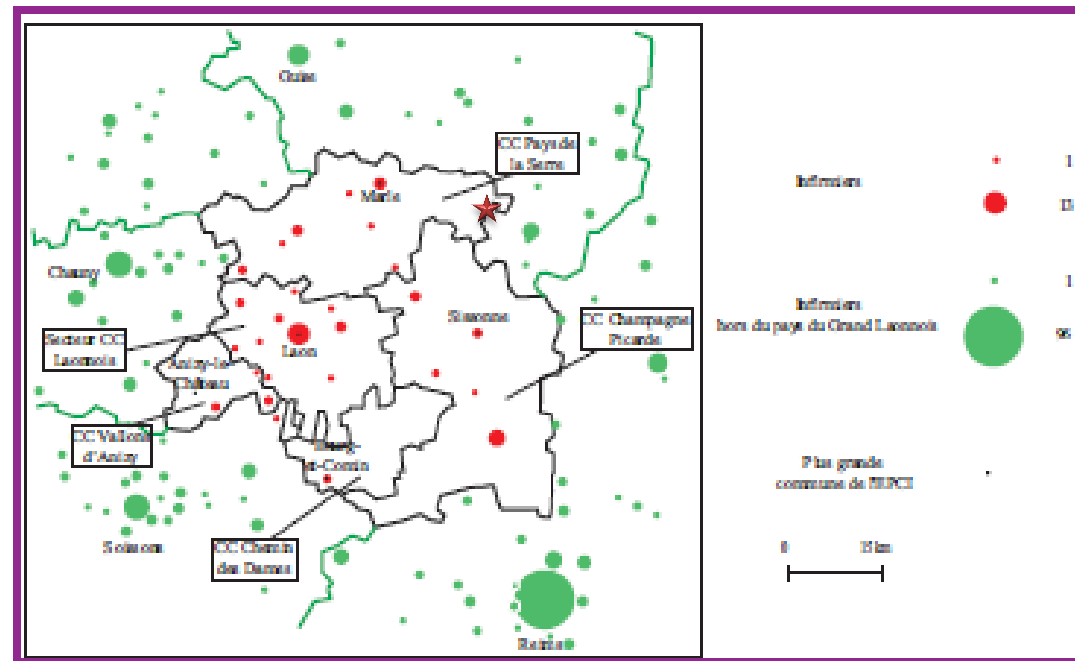 Guise
CC Pays de
la Serre
Marle
Chauny
Secteur CC
Laonnois
Laon
Sissonne
CC Champagne
Picarde
Anizy-le-
Château
CC Vallons
d'Anizy
Bourg-
et-Comin
Soissons
CC Chemin
des Dames
Reims
Infirmiers
1
Infirmiers
hors du pays du Grand Laonnois
1
Plus grande
commune de l'EPCI
0 15 km